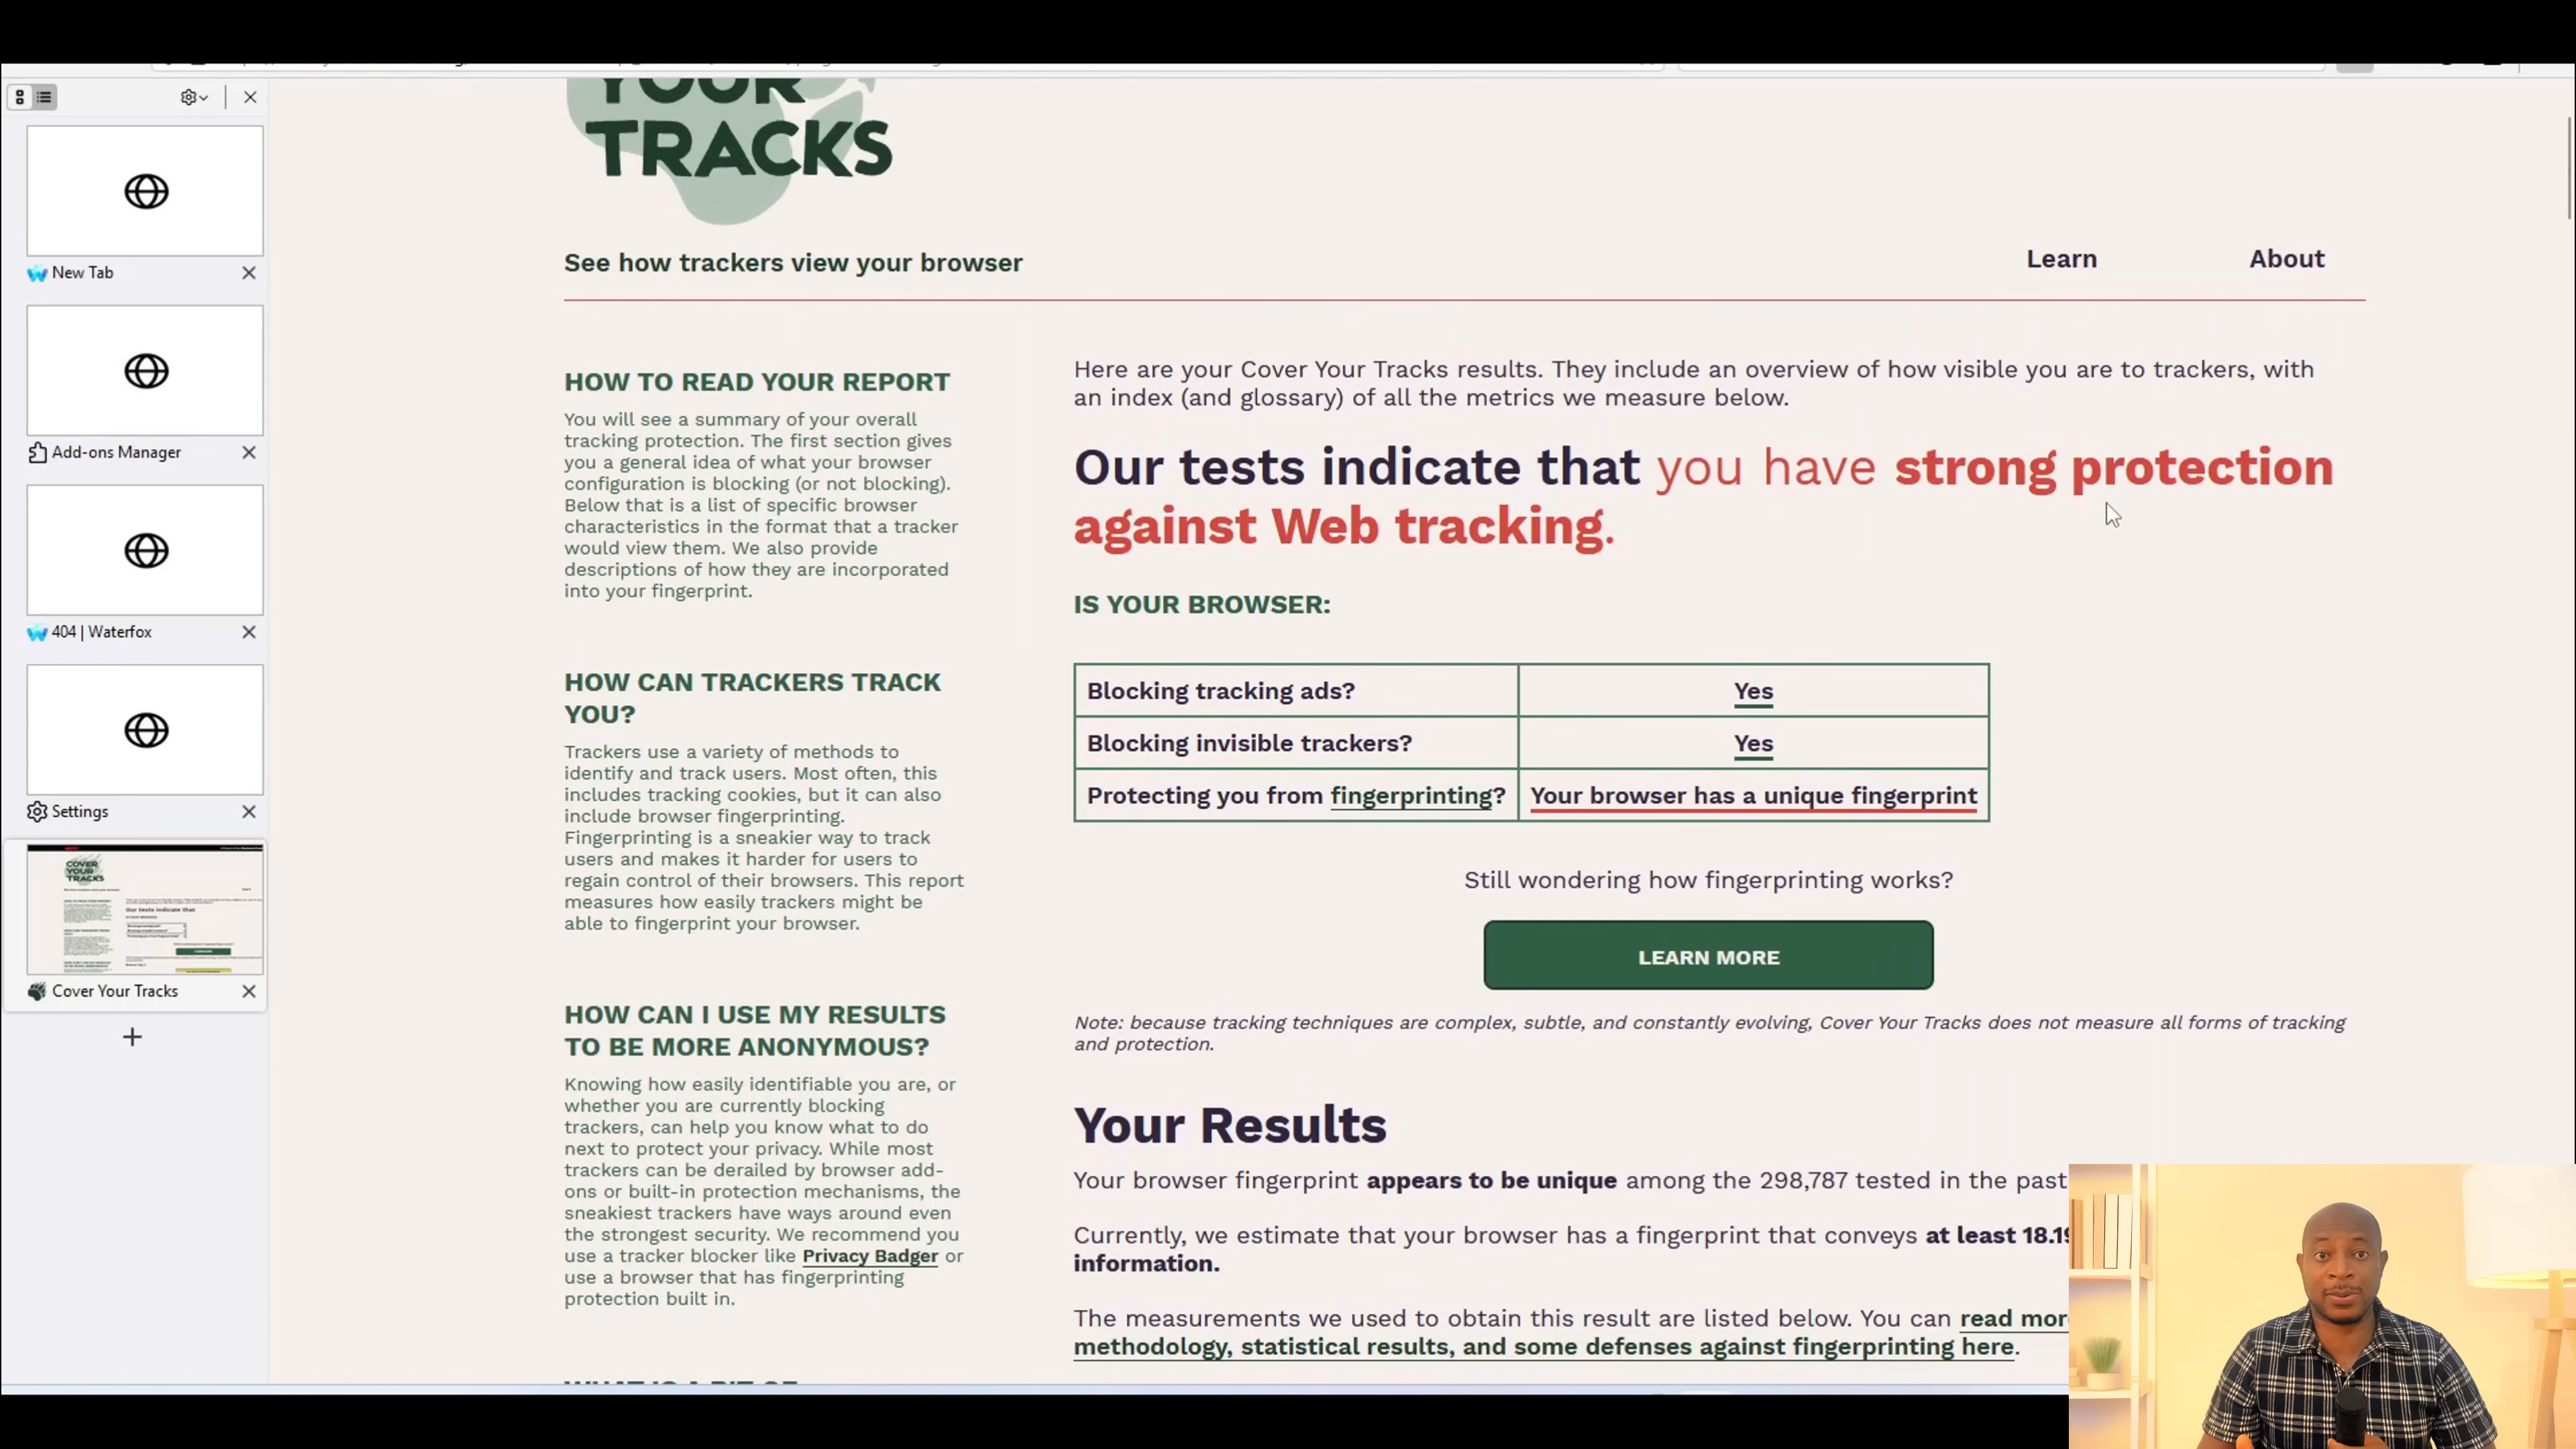 YOUR
TRACKS
New Tab
Add-ons Manager
404 | Waterfox
Settings
COVER
YOUR
TRACKS
Our tests indicate that
Cover Your Tracks
See how trackers view your browser
Learn
About
HOW TO READ YOUR REPORT
You will see a summary of your overall
tracking protection. The first section gives
you a general idea of what your browser
configuration is blocking (or not blocking).
Below that is a list of specific browser
characteristics in the format that a tracker
would view them. We also provide
descriptions of how they are incorporated
into your fingerprint.
HOW CAN TRACKERS TRACK
YOU?
Trackers use a variety of methods to
identify and track users. Most often, this
includes tracking cookies, but it can also
include browser fingerprinting.
Fingerprinting is a sneakier way to track
users and makes it harder for users to
regain control of their browsers. This report
measures how easily trackers might be
able to fingerprint your browser.
HOW CAN I USE MY RESULTS
TO BE MORE ANONYMOUS?
Knowing how easily identifiable you are, or
whether you are currently blocking
trackers, can help you know what to do
next to protect your privacy. While most
trackers can be derailed by browser add-
ons or built-in protection mechanisms, the
sneakiest trackers have ways around even
the strongest security. We recommend you
use a tracker blocker like Privacy Badger or
use a browser that has fingerprinting
protection built in.
Here are your Cover Your Tracks results. They include an overview of how visible you are to trackers, with
an index (and glossary) of all the metrics we measure below.
Our tests indicate that you have strong protection
against Web tracking.
IS YOUR BROWSER:
Blocking tracking ads? Yes
Blocking invisible trackers? Yes
Protecting you from fingerprinting? Your browser has a unique fingerprint
Still wondering how fingerprinting works?
LEARN MORE
Note: because tracking techniques are complex, subtle, and constantly evolving, Cover Your Tracks does not measure all forms of tracking
and protection.
Your Results
Your browser fingerprint appears to be unique among the 298,787 tested in the past
Currently, we estimate that your browser has a fingerprint that conveys at least 18.19
information.
The measurements we used to obtain this result are listed below. You can read more
methodology, statistical results, and some defenses against fingerprinting here.